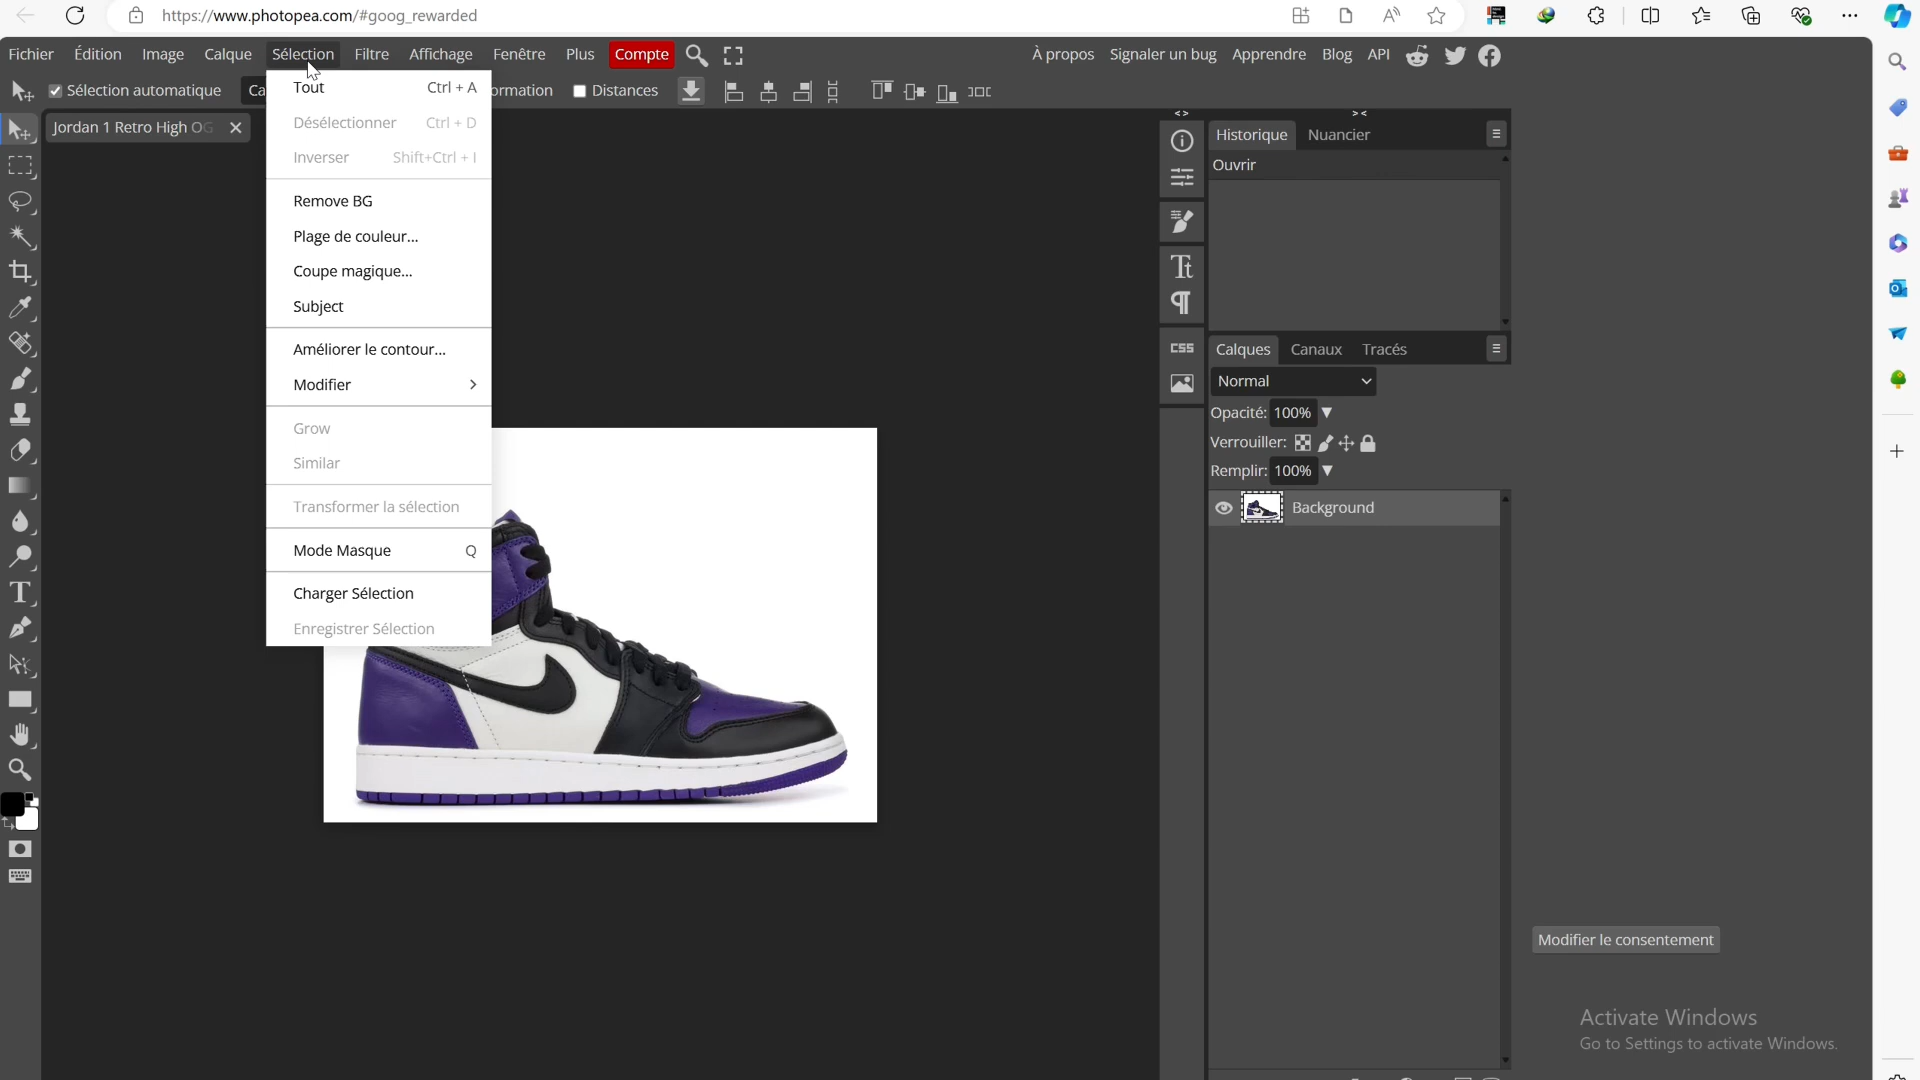 https://www.photopea.com/#goog_rewarded
Fichier Édition Image Calque Sélection Filtre Affichage Fenêtre Plus Compte À propos Signaler un bug Apprendre Blog API
Sélection automatique Ca ormation Distances
Jordan 1 Retro High OG
Tout Ctrl + A
Désélectionner Ctrl + D
Inverser Shift+Ctrl + I
Remove BG
Plage de couleur...
Coupe magique...
Subject
Améliorer le contour...
Modifier
Grow
Similar
Transformer la sélection
Mode Masque Q
Charger Sélection
Enregistrer Sélection
< >
> <
Historique Nuancier
Ouvrir
CSS
Calques Canaux Tracés
Normal
Opacité: 100%
Verrouiller:
Remplir: 100%
Background
Modifier le consentement
Activate Windows
Go to Settings to activate Windows.